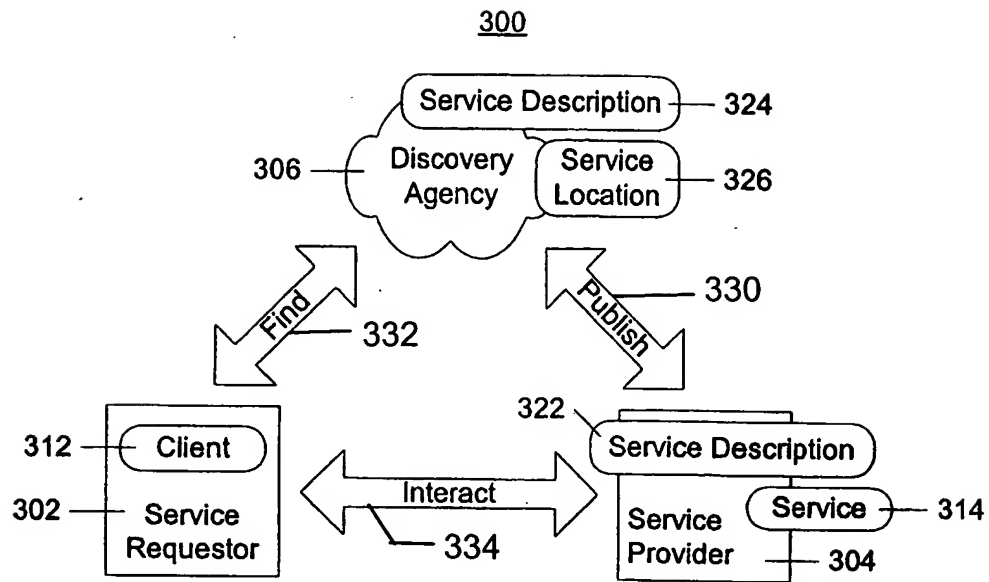 300
Service Description
324
306
Discovery
Agency
Service
Location
326
Find
332
Publish
330
312
Client
302
Service
Requestor
Interact
334
322
Service Description
Service
314
Service
Provider
304